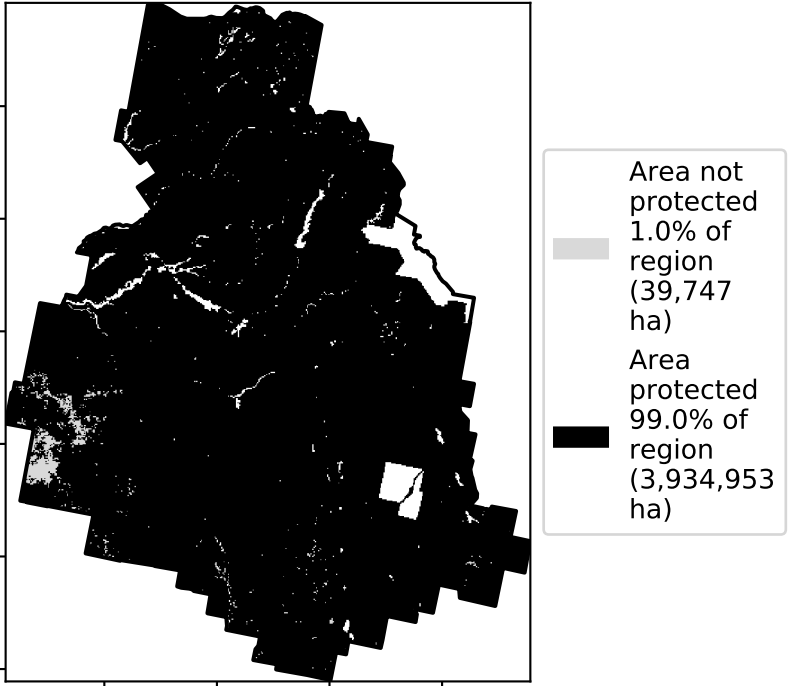 Area not
protected
1.0% of
region
(39,747
ha)
Area
protected
99.0% of
region
(3,934,953
ha)